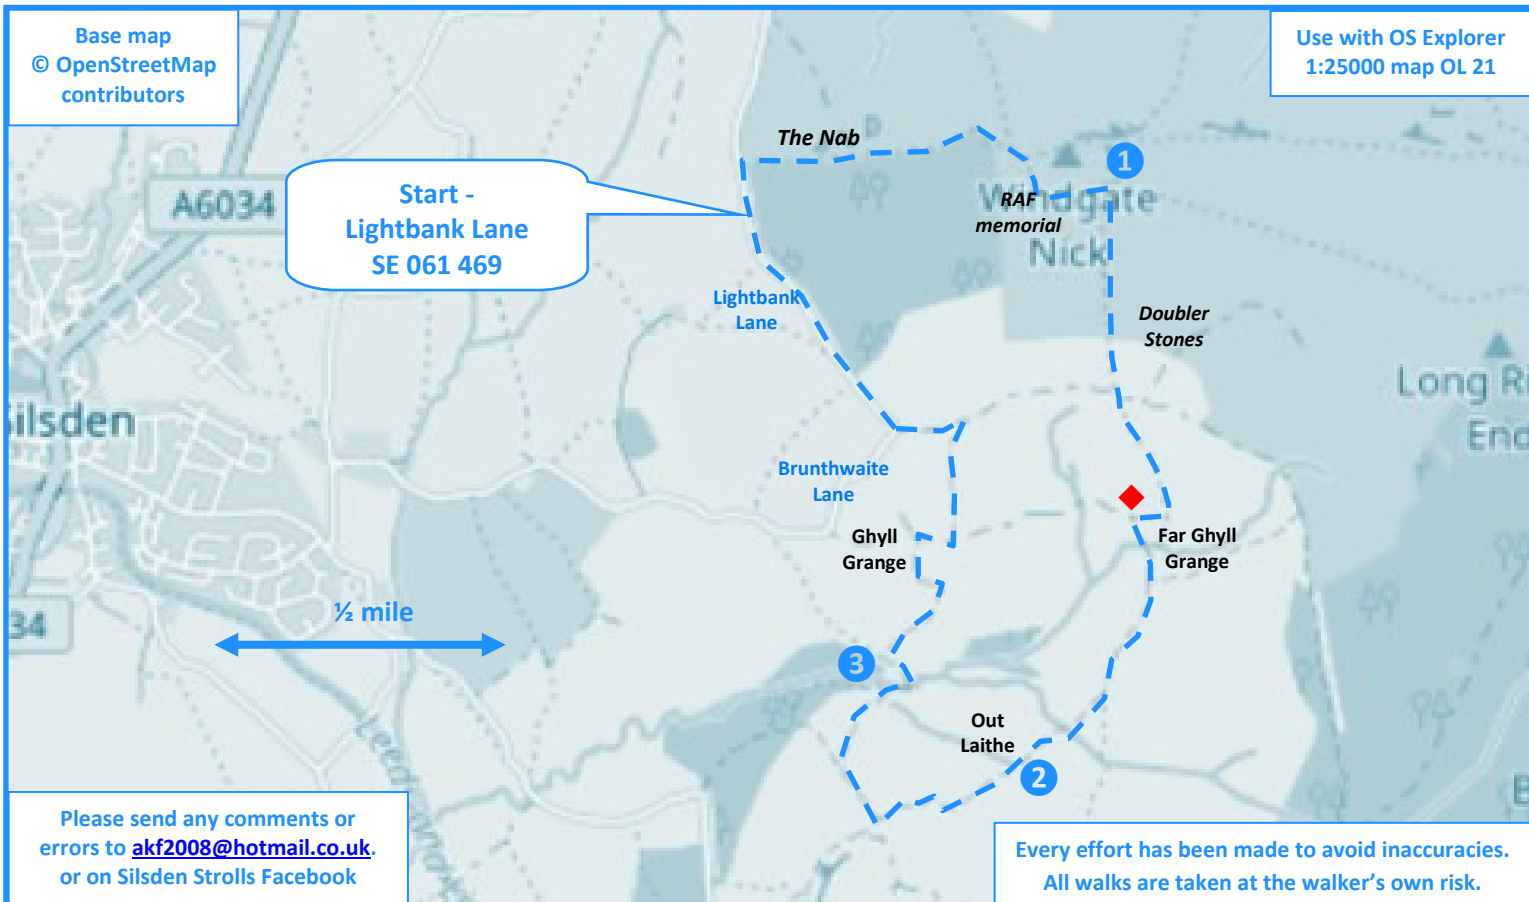 Base map
© OpenStreetMap
contributors
Use with OS Explorer
1:25000 map OL 21
The Nab
A6034
Start -
Lightbank Lane
SE 061 469
1
Windgate
Nick
RAF
memorial
Lightbank
Lane
Doubler
Stones
Long Ri
End
ilsden
Brunthwaite
Lane
Ghyll
Grange
Far Ghyll
Grange
½ mile
34
3
Out
Laithe
2
B
Please send any comments or
errors to akf2008@hotmail.co.uk.
or on Silsden Strolls Facebook
Every effort has been made to avoid inaccuracies.
All walks are taken at the walker's own risk.